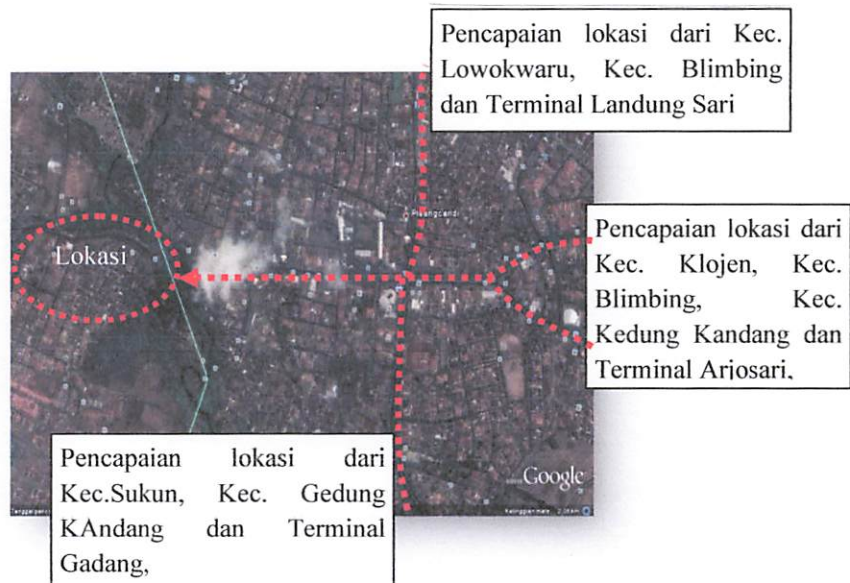 Pencapaian lokasi dari Kec.
Lowokwaru, Kec. Blimbing
dan Terminal Landung Sari
Pisangcandi
Lokasi
Pencapaian lokasi dari
Kec. Klojen, Kec.
Blimbing, Kec.
Kedung Kandang dan
Terminal Arjosari,
Google
Pencapaian lokasi dari
Kec.Sukun, Kec. Gedung
KAndang dan Terminal
Gadang,